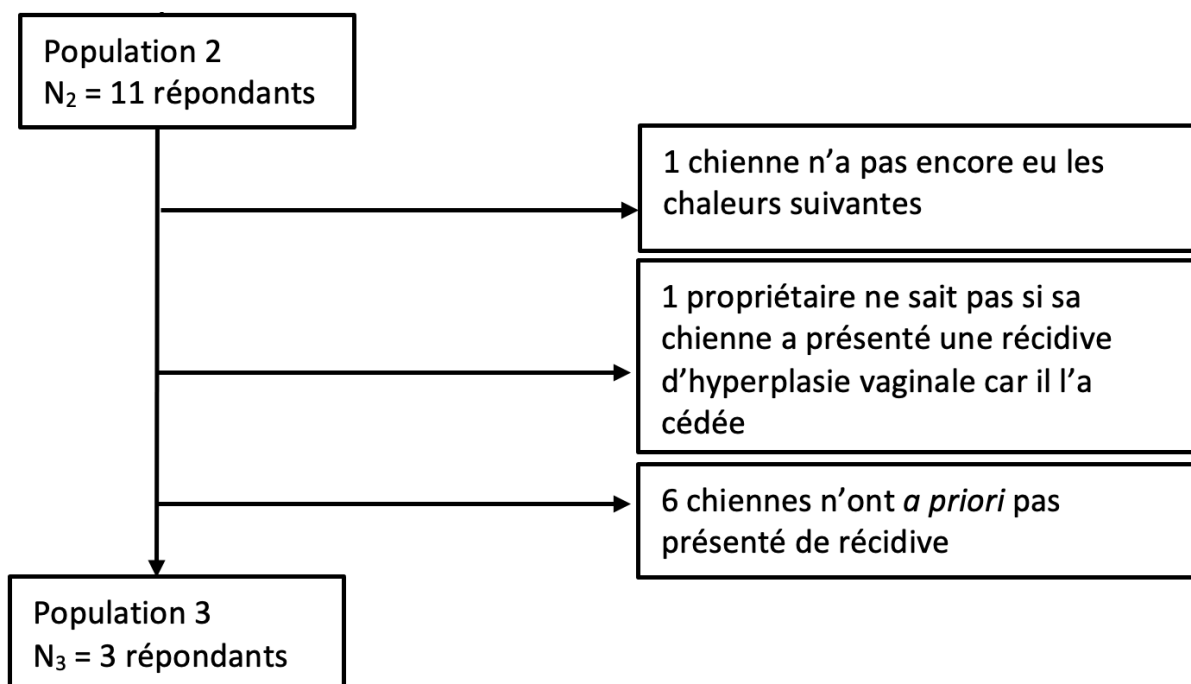 Population 2
N₂ = 11 répondants
1 chienne n'a pas encore eu les
chaleurs suivantes
1 propriétaire ne sait pas si sa
chienne a présenté une récidive
d'hyperplasie vaginale car il l'a
cédée
6 chiennes n'ont a priori pas
présenté de récidive
Population 3
N₃ = 3 répondants